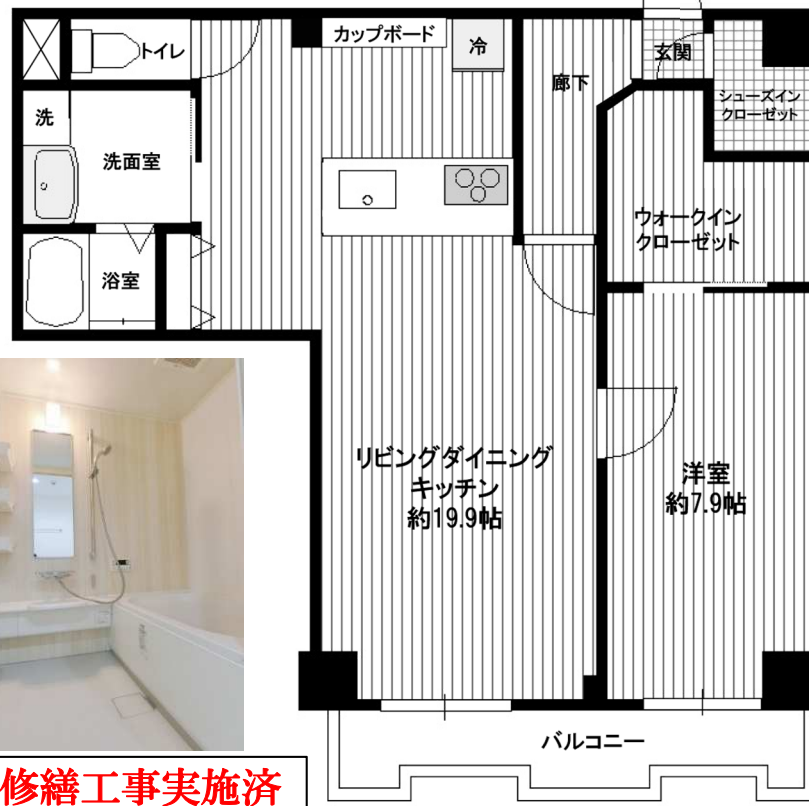 トイレ
カップボード
冷
廊下
玄関
シューズイン
クローゼット
洗
洗面室
ウォークイン
クローゼット
浴室
リビングダイニング
キッチン
約19.9帖
洋室
約7.9帖
バルコニー
修繕工事実施済